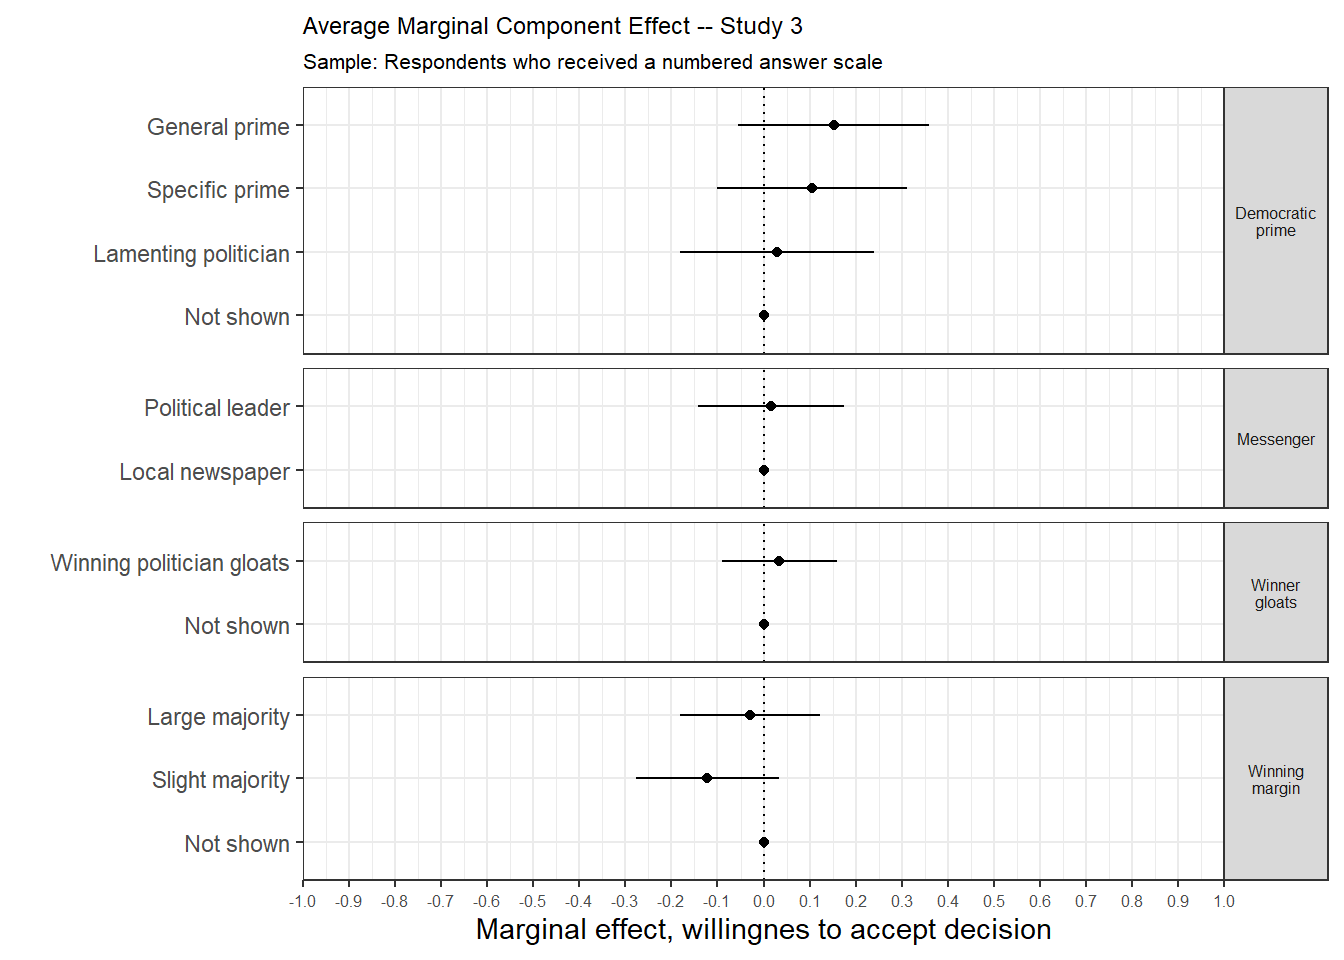 Average Marginal Component Effect -- Study 3
Sample: Respondents who received a numbered answer scale
General prime
Specific prime
Lamenting politician
Not shown
Democratic
prime
Political leader
Local newspaper
Messenger
Winning politician gloats
Not shown
Winner
gloats
Large majority
Slight majority
Not shown
Winning
margin
-1.0 -0.9 -0.8 -0.7 -0.6 -0.5 -0.4 -0.3 -0.2 -0.1 0.0 0.1 0.2 0.3 0.4 0.5 0.6 0.7 0.8 0.9 1.0
Marginal effect, willingnes to accept decision